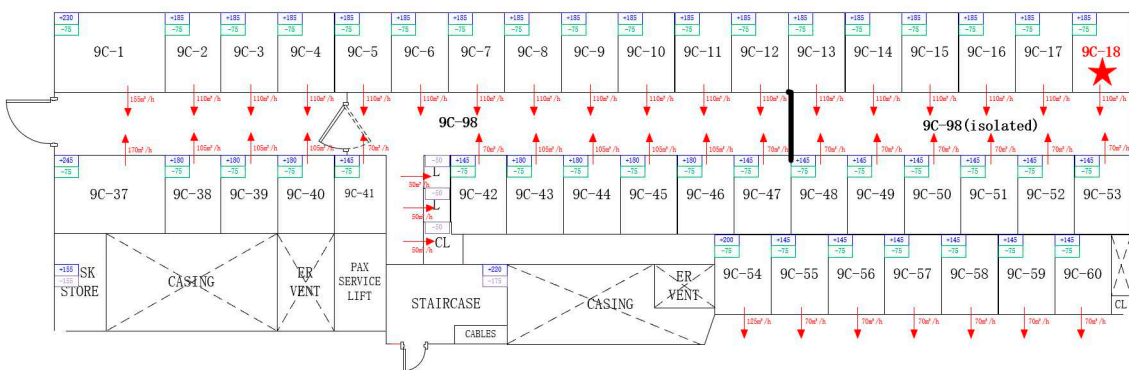 +230 +185 +185 +185 +185 +185 +185 +185 +185 +185 +185 +185 +185 +185 +185 +185 +185 +185
-75 -75 -75 -75 -75 -75 -75 -75 -75 -75 -75 -75 -75 -75 -75 -75 -75 -75
9C-1 9C-2 9C-3 9C-4 9C-5 9C-6 9C-7 9C-8 9C-9 9C-10 9C-11 9C-12 9C-13 9C-14 9C-15 9C-16 9C-17 9C-18
155m³/h 110m³/h 110m³/h 110m³/h 110m³/h 110m³/h 110m³/h 110m³/h 110m³/h 110m³/h 110m³/h 110m³/h 110m³/h 110m³/h 110m³/h 110m³/h 110m³/h 110m³/h
9C-98 9C-98(isolated)
170m³/h 105m³/h 105m³/h 105m³/h 70m³/h 70m³/h 105m³/h 105m³/h 105m³/h 105m³/h 70m³/h 70m³/h 70m³/h 70m³/h 70m³/h 70m³/h 70m³/h
+245 +180 +180 +180 +145 -50 +145 +180 +180 +180 +180 +145 +145 +145 +145 +145 +145 +145
-75 -75 -75 -75 -75 -75 -75 -75 -75 -75 -75 -75 -75 -75 -75 -75 -75
9C-37 9C-38 9C-39 9C-40 9C-41 L 9C-42 9C-43 9C-44 9C-45 9C-46 9C-47 9C-48 9C-49 9C-50 9C-51 9C-52 9C-53
50m³/h
-50
L
50m³/h
-50
CL
50m³/h
+200 +145 +145 +145 +145 +145 +145
-75 -75 -75 -75 -75 -75 -75
9C-54 9C-55 9C-56 9C-57 9C-58 9C-59 9C-60
CL
125m³/h 70m³/h 70m³/h 70m³/h 70m³/h 70m³/h 70m³/h
+155
-155
SK
STORE
CASING
ER
VENT
PAX
SERVICE
LIFT
+220
-175
STAIRCASE
CABLES
CASING
ER
VENT